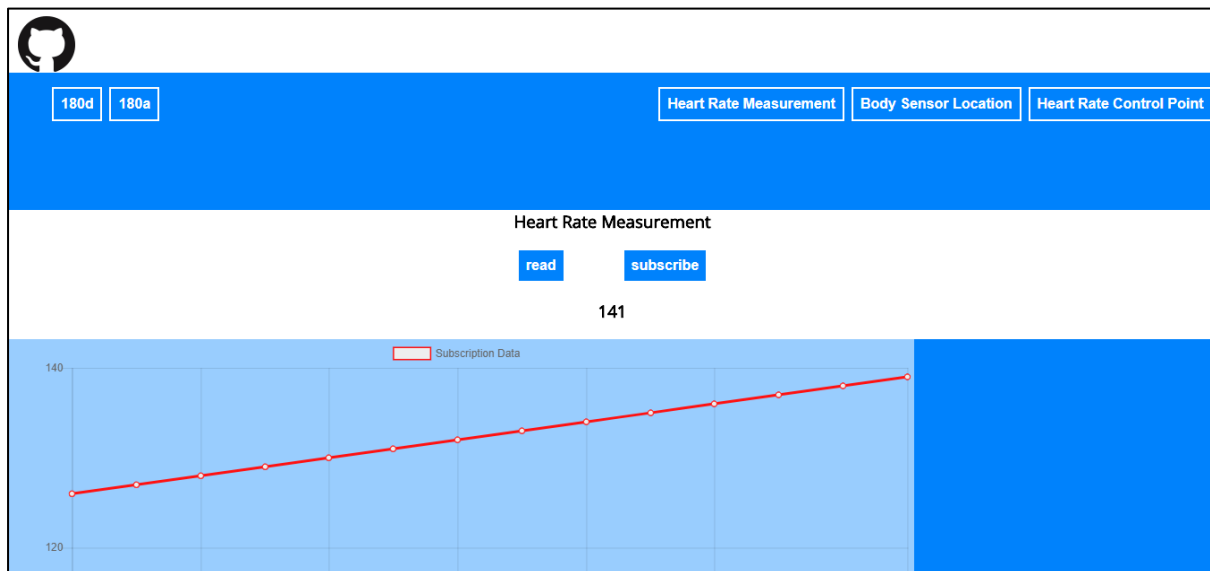 180d 180a Heart Rate Measurement Body Sensor Location Heart Rate Control Point
Heart Rate Measurement
read subscribe
141
Subscription Data
140
120